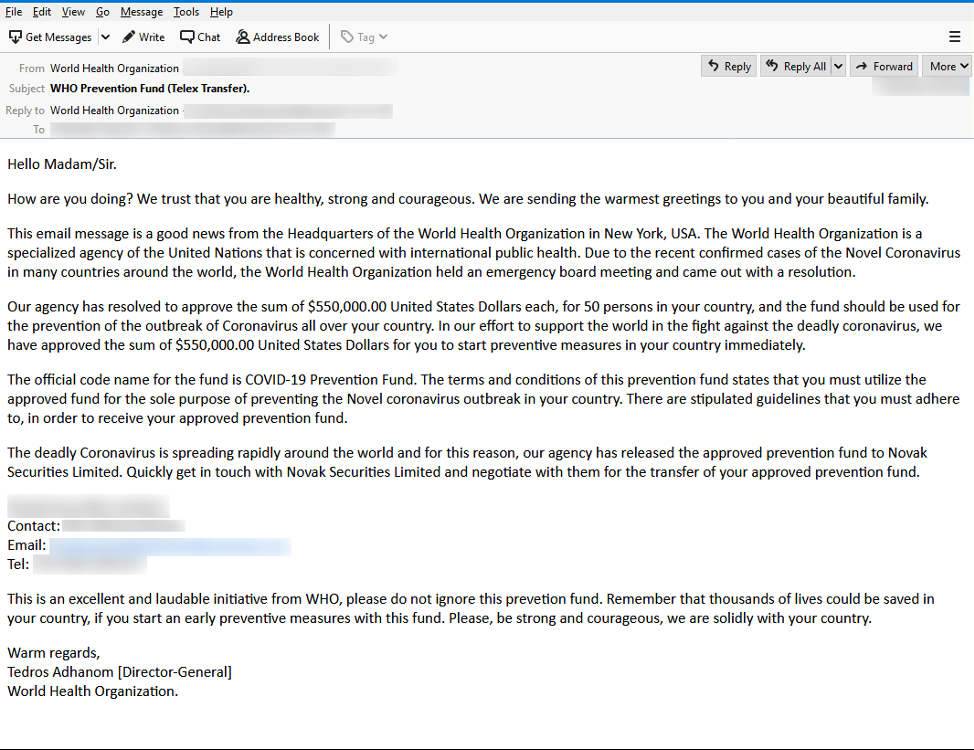 File Edit View Go Message Tools Help
Get Messages Write Chat Address Book Tag
From World Health Organization Reply Reply All Forward More
Subject WHO Prevention Fund (Telex Transfer).
Reply to World Health Organization
To
Hello Madam/Sir.
How are you doing? We trust that you are healthy, strong and courageous. We are sending the warmest greetings to you and your beautiful family.
This email message is a good news from the Headquarters of the World Health Organization in New York, USA. The World Health Organization is a
specialized agency of the United Nations that is concerned with international public health. Due to the recent confirmed cases of the Novel Coronavirus
in many countries around the world, the World Health Organization held an emergency board meeting and came out with a resolution.
Our agency has resolved to approve the sum of $550,000.00 United States Dollars each, for 50 persons in your country, and the fund should be used for
the prevention of the outbreak of Coronavirus all over your country. In our effort to support the world in the fight against the deadly coronavirus, we
have approved the sum of $550,000.00 United States Dollars for you to start preventive measures in your country immediately.
The official code name for the fund is COVID-19 Prevention Fund. The terms and conditions of this prevention fund states that you must utilize the
approved fund for the sole purpose of preventing the Novel coronavirus outbreak in your country. There are stipulated guidelines that you must adhere
to, in order to receive your approved prevention fund.
The deadly Coronavirus is spreading rapidly around the world and for this reason, our agency has released the approved prevention fund to Novak
Securities Limited. Quickly get in touch with Novak Securities Limited and negotiate with them for the transfer of your approved prevention fund.
Contact:
Email:
Tel:
This is an excellent and laudable initiative from WHO, please do not ignore this prevetion fund. Remember that thousands of lives could be saved in
your country, if you start an early preventive measures with this fund. Please, be strong and courageous, we are solidly with your country.
Warm regards,
Tedros Adhanom [Director-General]
World Health Organization.